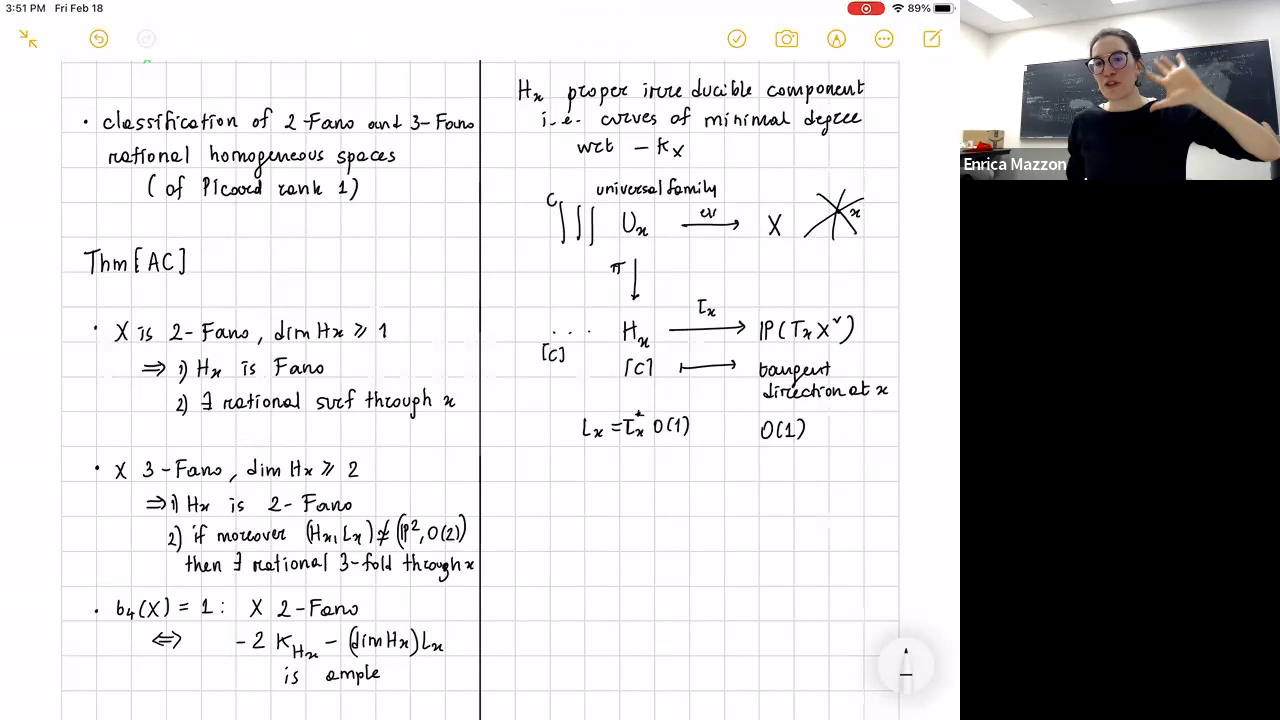 3:51 PM Fri Feb 18
89%
• classification of 2-Fano and 3-Fano
rational homogeneous spaces
(of Picard rank 1)
Thm [AC]
• X is 2-Fano, dim Hx ≥ 1
⇒ 1) Hx is Fano
2) ∃ rational surf through x
• X 3-Fano, dim Hx ≥ 2
⇒ 1) Hx is 2-Fano
2) if moreover (Hx, Lx) ≇ (ℙ², O(2))
then ∃ rational 3-fold through x
• b₄(X) = 1 : X 2-Fano
⇔ -2 K_Hx - (dim Hx) Lx
is ample
Hx proper irreducible component
i.e. curves of minimal degree
wrt - Kx
universal family
C Ux ev → X x
π ↓
τx
... Hx → ℙ(Tx X^v)
[C] [C] ↦ tangent
direction at x
Lx = τx* O(1) O(1)
Enrica Mazzon